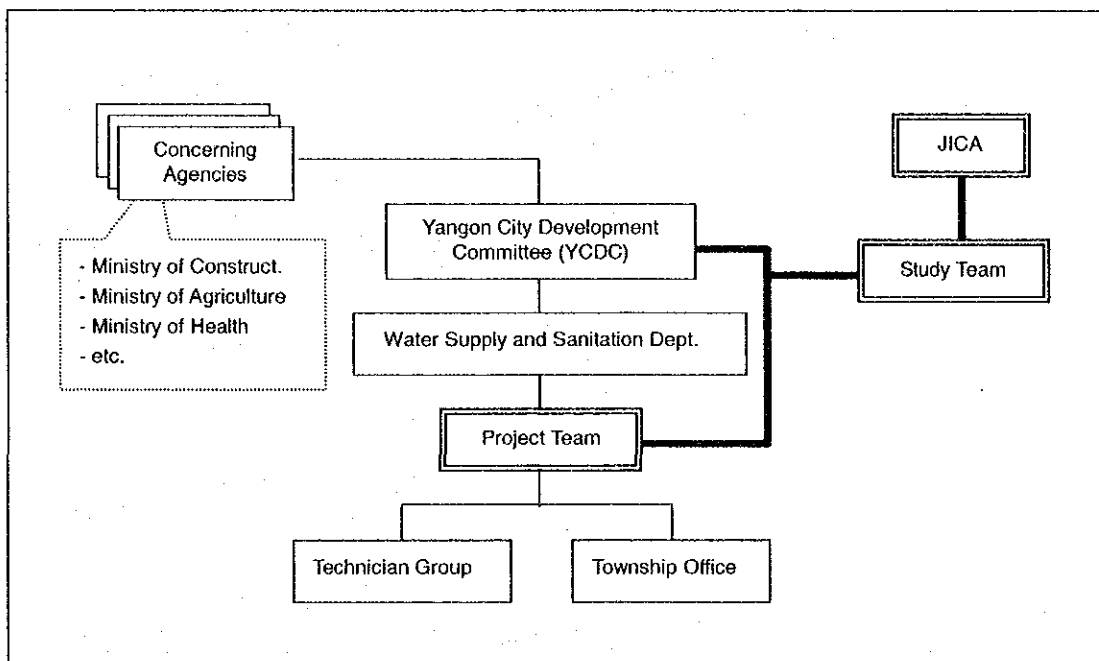 Concerning
Agencies
JICA
Yangon City Development
Committee (YCDC)
Study Team
- Ministry of Construct.
- Ministry of Agriculture
- Ministry of Health
- etc.
Water Supply and Sanitation Dept.
Project Team
Technician Group
Township Office